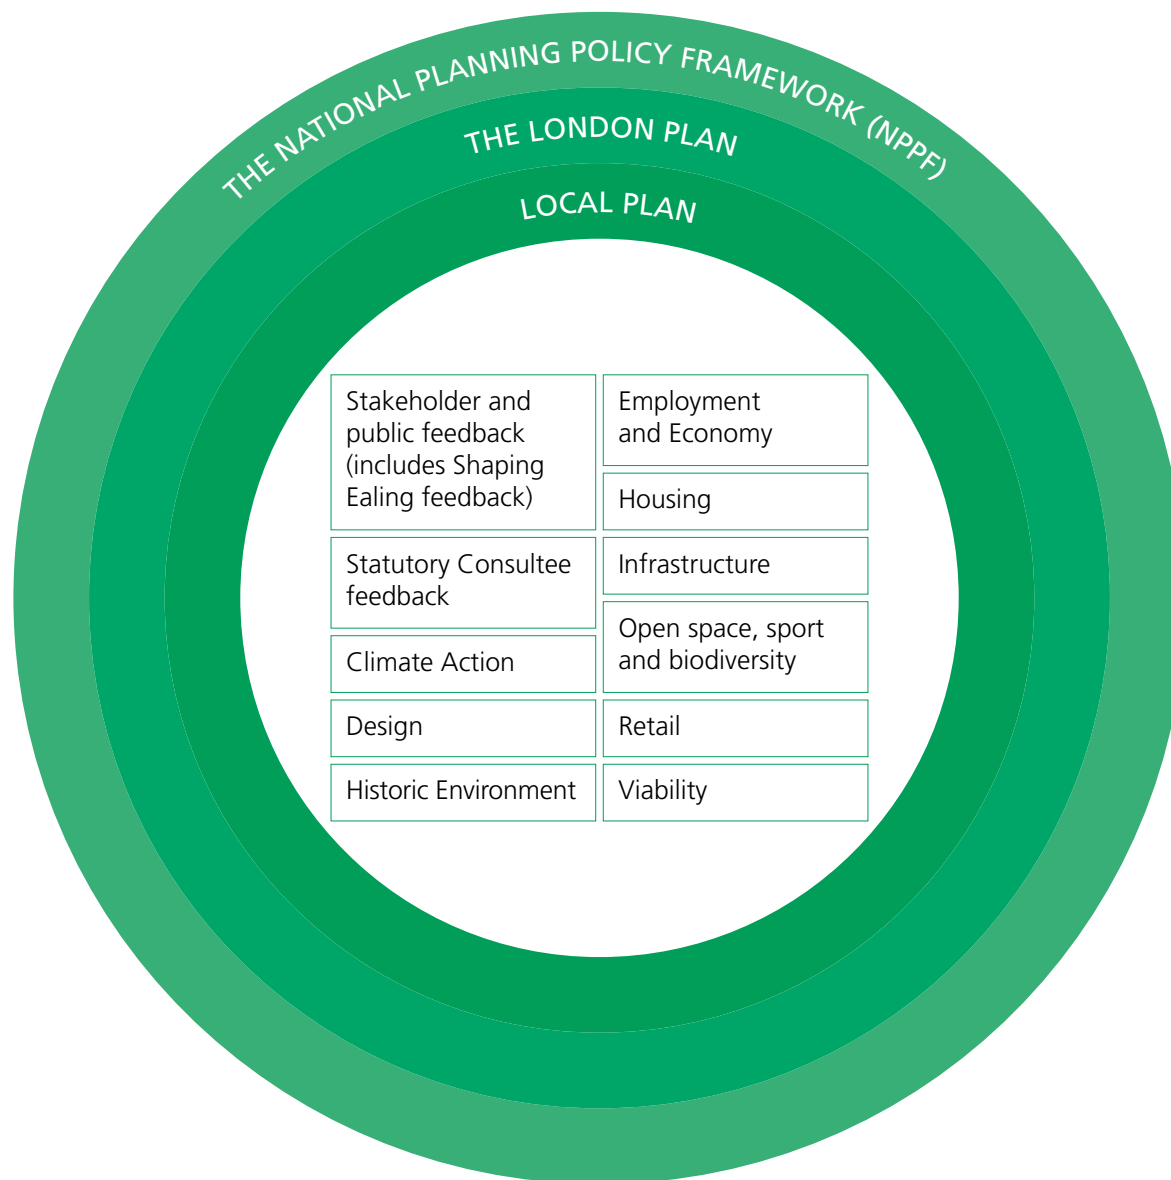 THE NATIONAL PLANNING POLICY FRAMEWORK (NPPF)
THE LONDON PLAN
LOCAL PLAN
Stakeholder and
public feedback
(includes Shaping
Ealing feedback)
Statutory Consultee
feedback
Climate Action
Design
Historic Environment
Employment
and Economy
Housing
Infrastructure
Open space, sport
and biodiversity
Retail
Viability